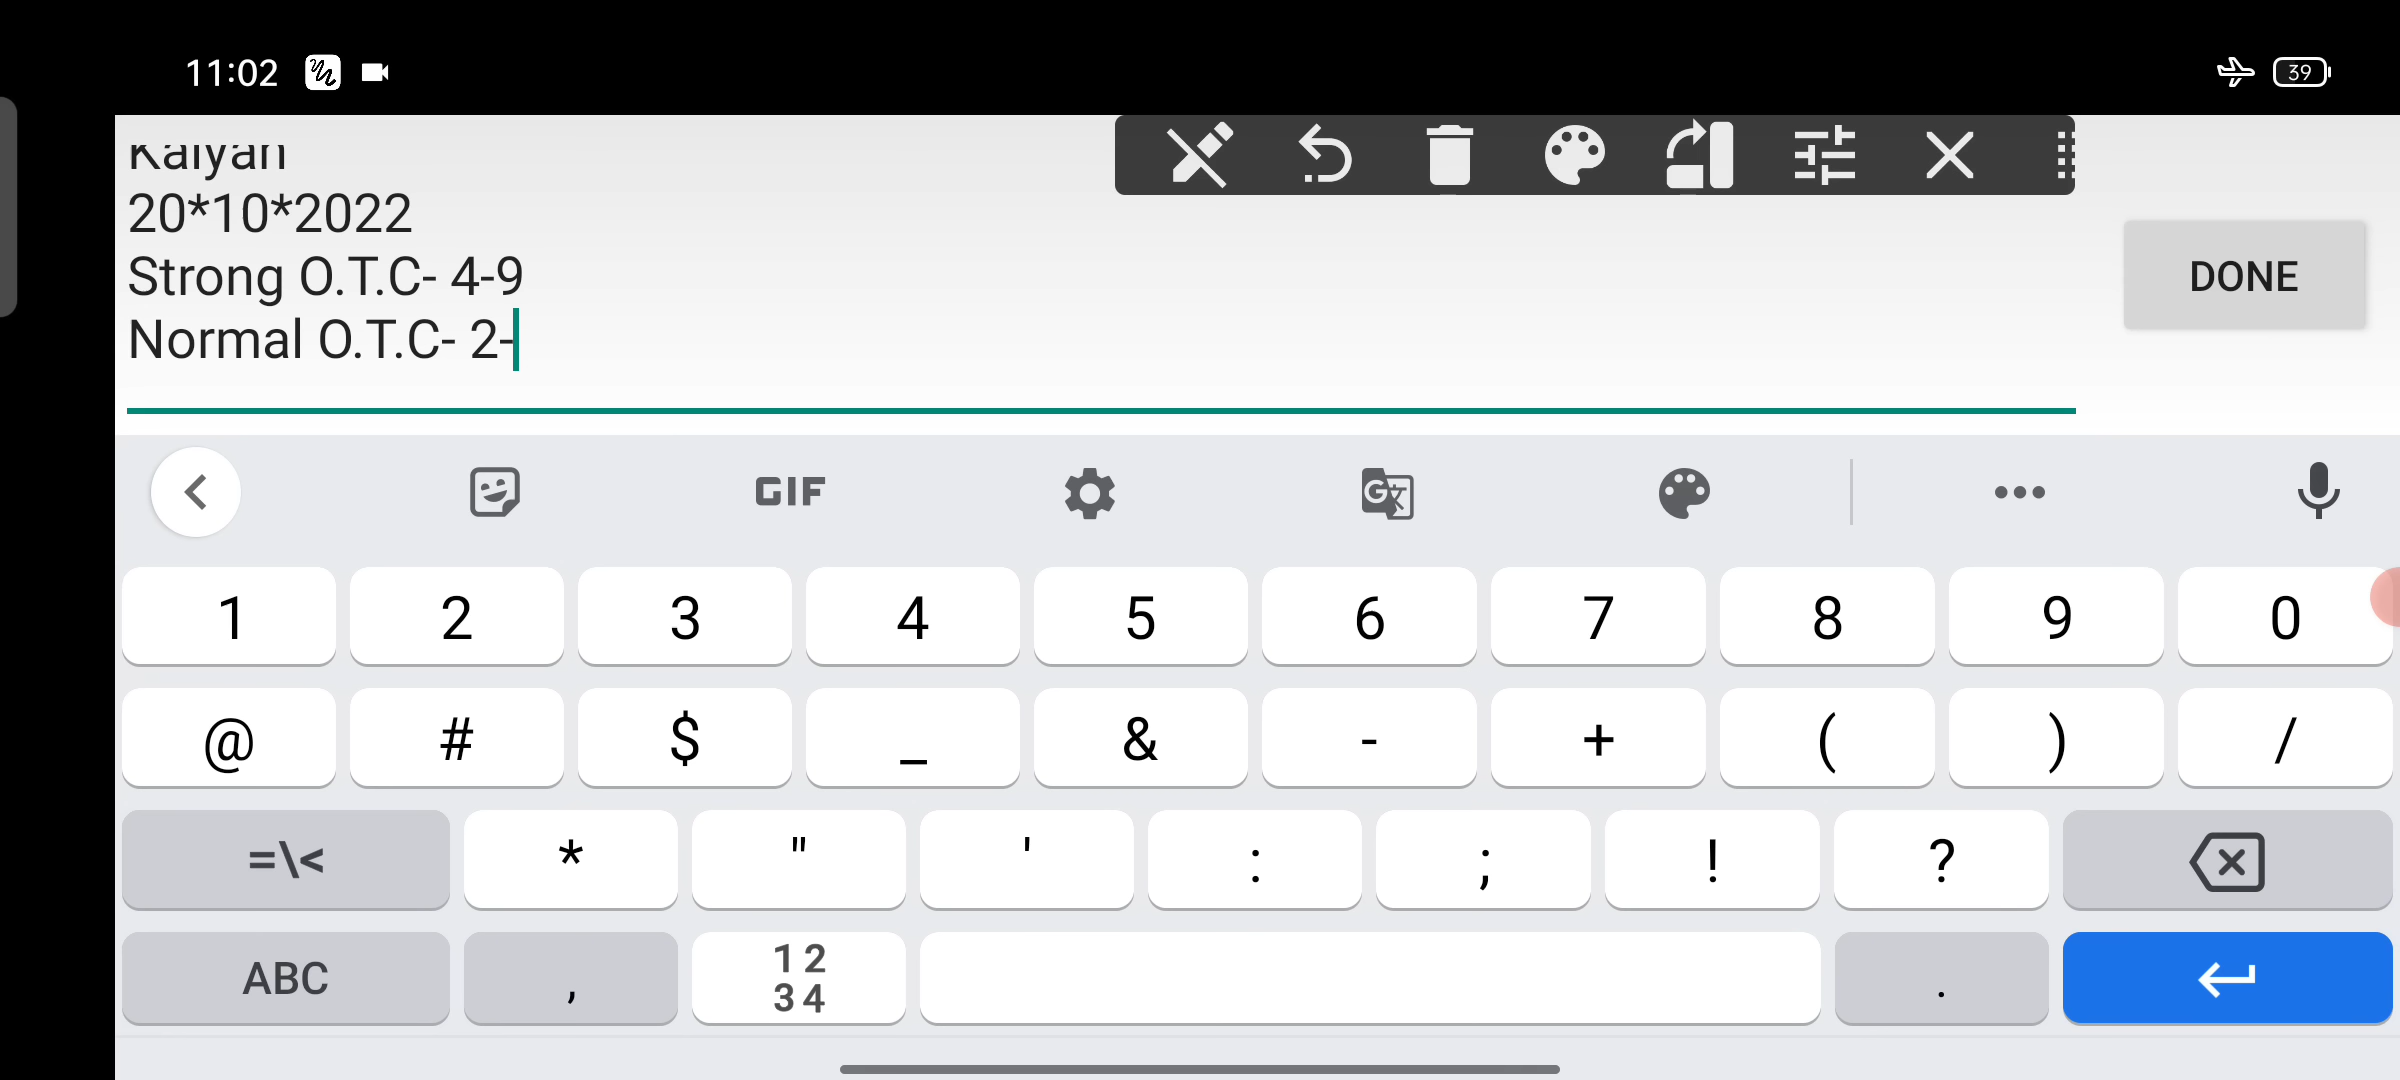 11:02
39
Kalyan
20*10*2022
Strong O.T.C- 4-9
Normal O.T.C- 2-
DONE
GIF
1 2 3 4 5 6 7 8 9 0
@ # $ _ & - + ( ) /
=\< * " ' : ; ! ?
ABC , 1 2 3 4 .